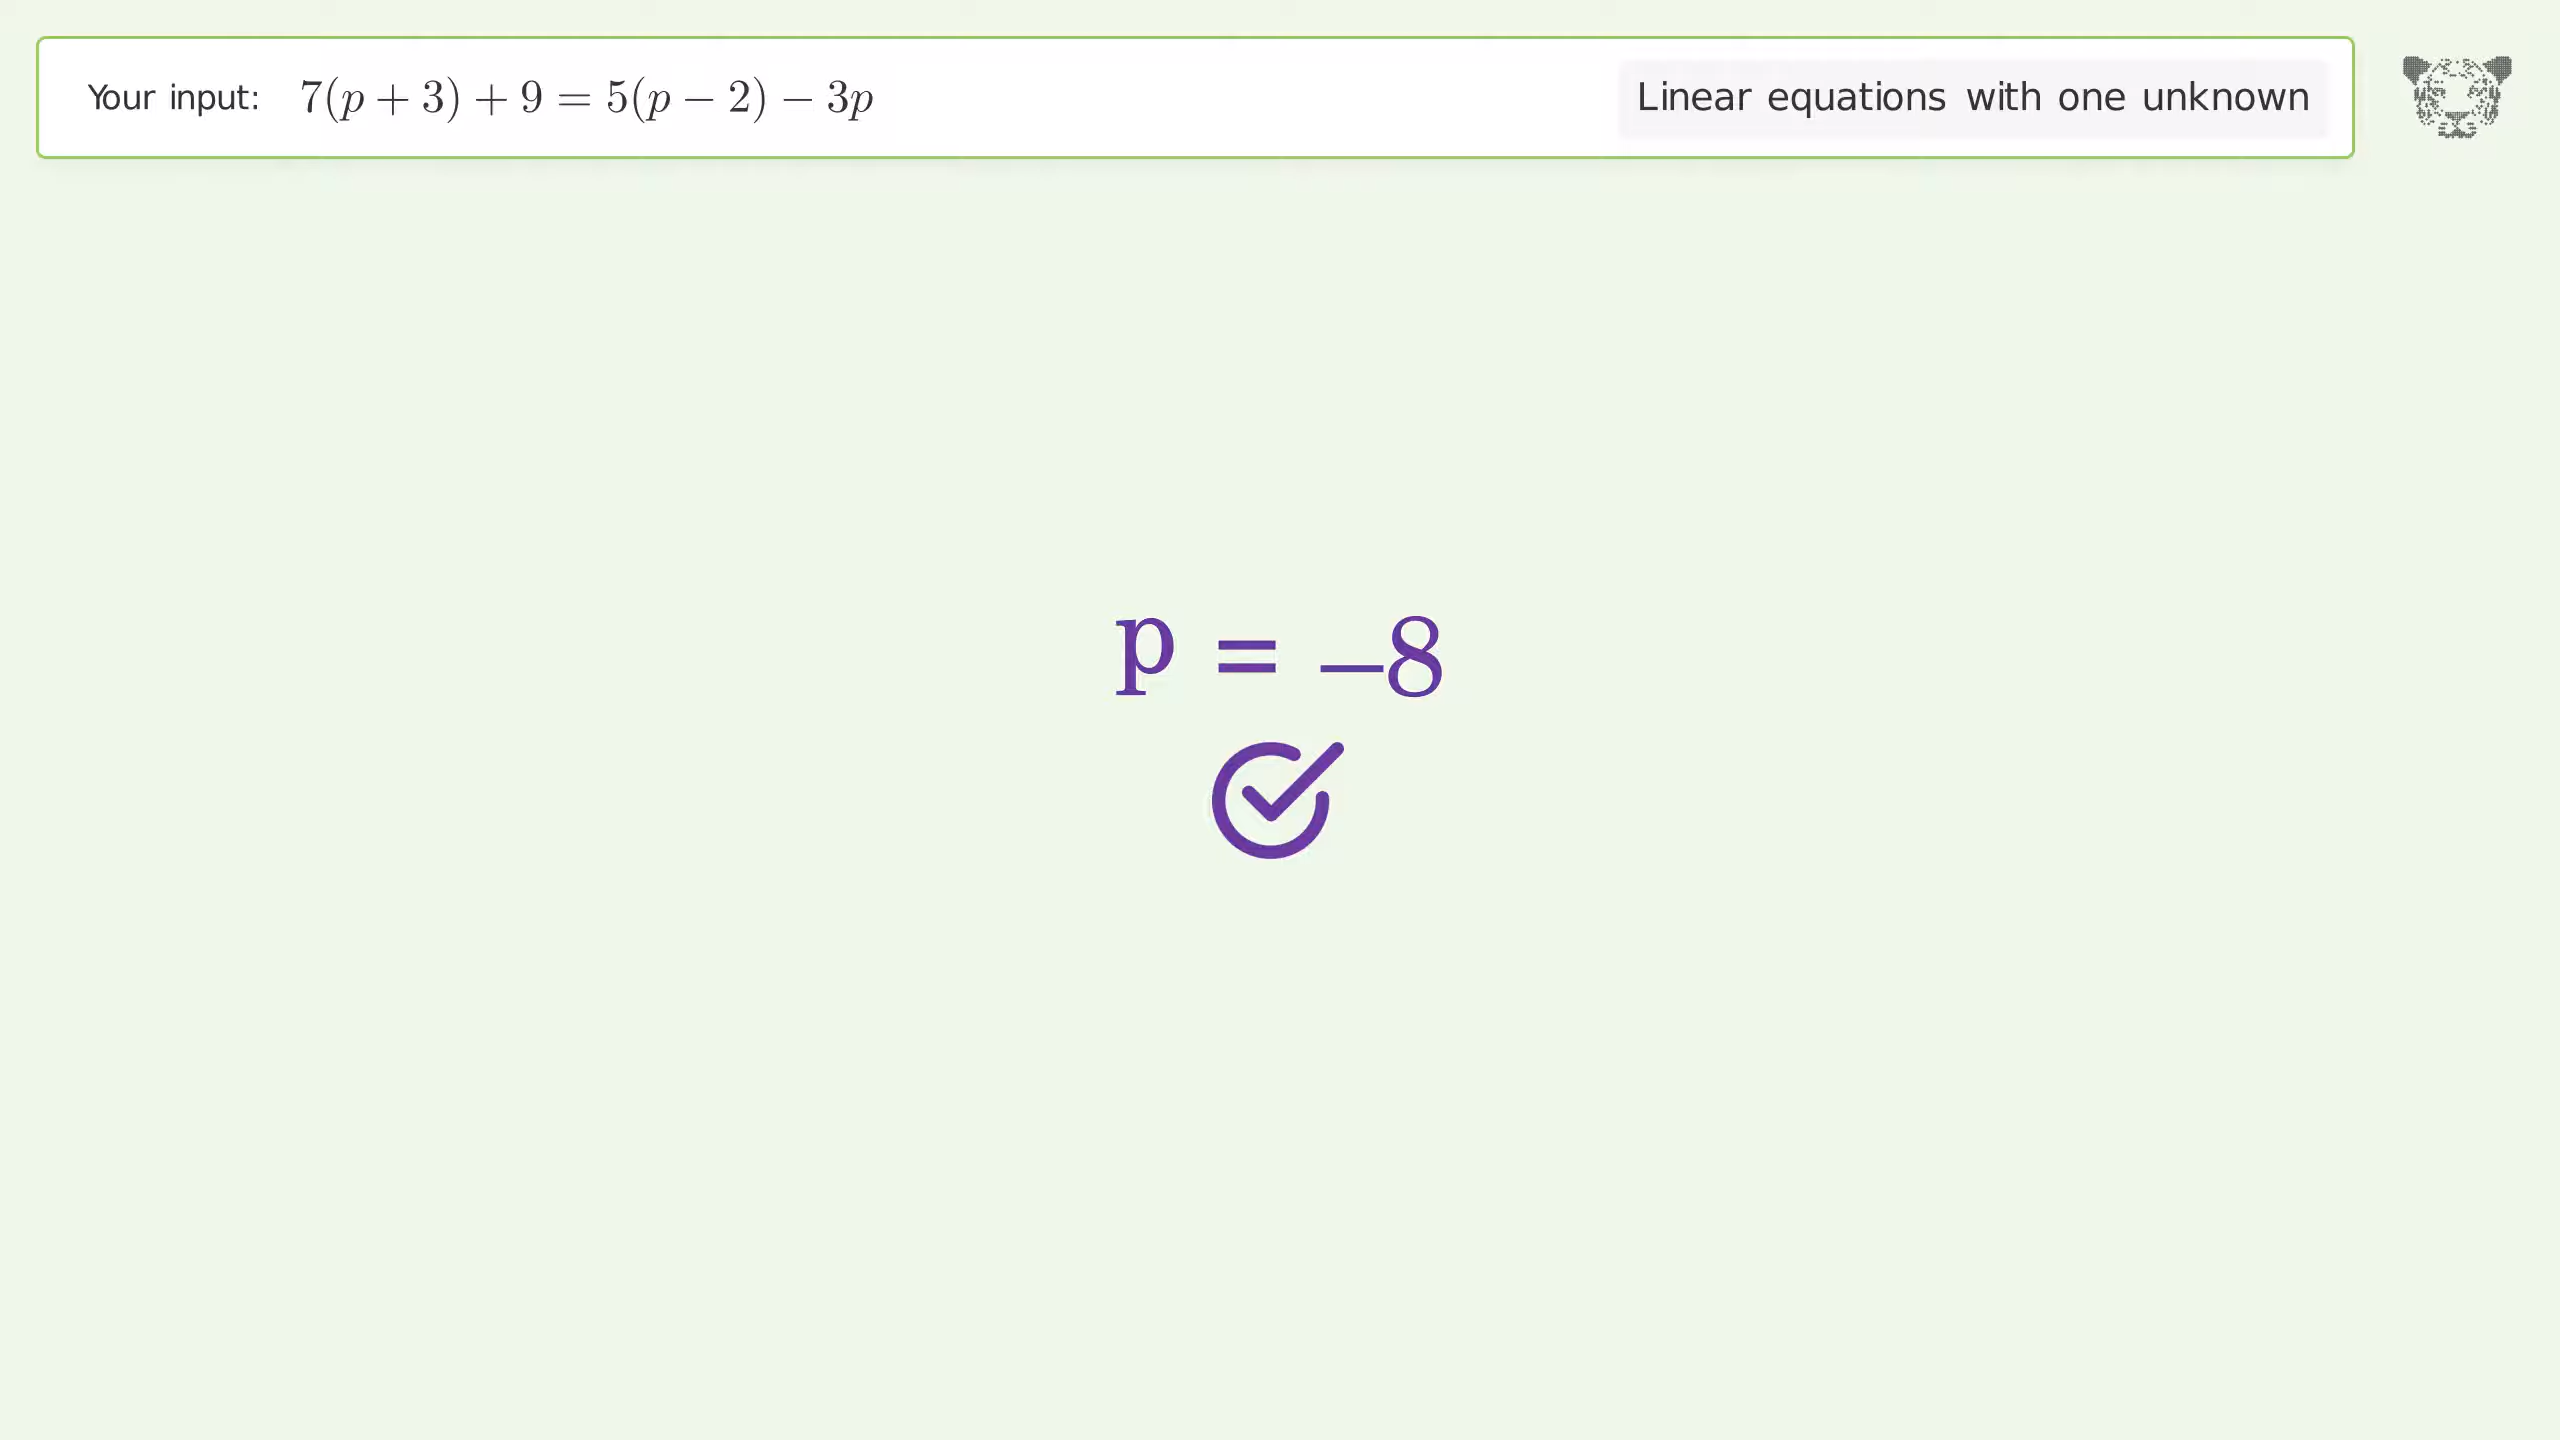 Your input: 7(p + 3) + 9 = 5(p − 2) − 3p
Linear equations with one unknown
p = −8